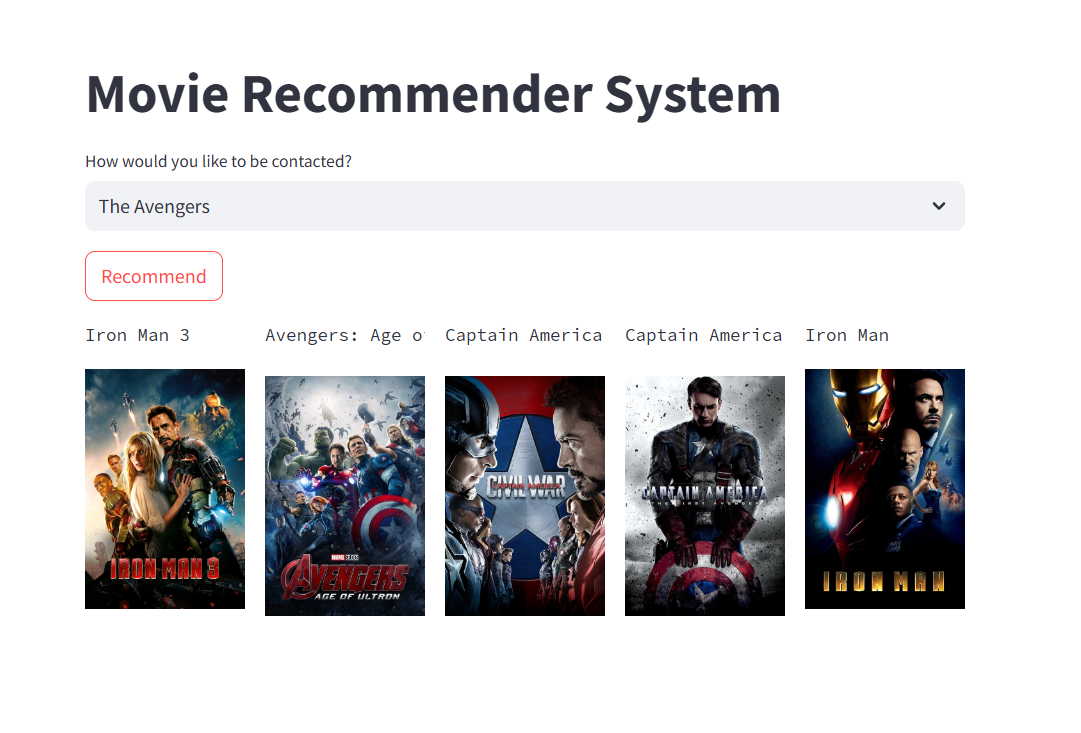 Movie Recommender System
How would you like to be contacted?
The Avengers
Recommend
Iron Man 3
Avengers: Age o
Captain America
Captain America
Iron Man
IRON MAN 3
MARVEL STUDIOS
AVENGERS
AGE OF ULTRON
CAPTAIN AMERICA
CIVIL WAR
CAPTAIN AMERICA
THE FIRST AVENGER
IRON MAN